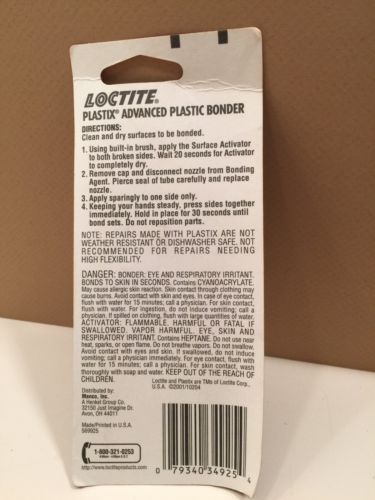 LOCTITE®
PLASTIX® ADVANCED PLASTIC BONDER
DIRECTIONS:
Clean and dry surfaces to be bonded.
1. Using built-in brush, apply the Surface Activator
to both broken sides. Wait 20 seconds for Activator
to completely dry.
2. Remove cap and disconnect nozzle from Bonding
Agent. Pierce seal of tube carefully and replace
nozzle.
3. Apply sparingly to one side only.
4. Keeping your hands steady, press sides together
immediately. Hold in place for 30 seconds until
bond sets. Do not reposition parts.
NOTE: REPAIRS MADE WITH PLASTIX ARE NOT
WEATHER RESISTANT OR DISHWASHER SAFE. NOT
RECOMMENDED FOR REPAIRS NEEDING
HIGH FLEXIBILITY.
DANGER: BONDER: EYE AND RESPIRATORY IRRITANT.
BONDS TO SKIN IN SECONDS. Contains CYANOACRYLATE.
May cause allergic skin reaction. Skin contact through clothing may
cause burns. Avoid contact with skin and eyes. In case of eye contact,
flush with water for 15 minutes; call a physician. For skin contact,
flush with water. For ingestion, do not induce vomiting; call a
physician. If spilled on clothing, flush with large quantities of water.
ACTIVATOR: FLAMMABLE. HARMFUL OR FATAL IF
SWALLOWED. VAPOR HARMFUL. EYE, SKIN AND
RESPIRATORY IRRITANT. Contains HEPTANE. Do not use near
heat, sparks, or open flame. Do not breathe vapors. Do not swallow.
Avoid contact with eyes and skin. If swallowed, do not induce
vomiting; call a physician immediately. For eye contact, flush with
water for 15 minutes; call a physician. For skin contact, wash
thoroughly with soap and water. KEEP OUT OF THE REACH OF
CHILDREN.
Loctite and Plastix are TMs of Loctite Corp.,
U.S.A. ©2001/10204
Distributed by:
Manco, Inc.
A Henkel Group Co.
32150 Just Imagine Dr.
Avon, OH 44011
Made/Printed in U.S.A.
569925
1-800-321-0253
http://www.loctiteproducts.com
0 79340 34925 4